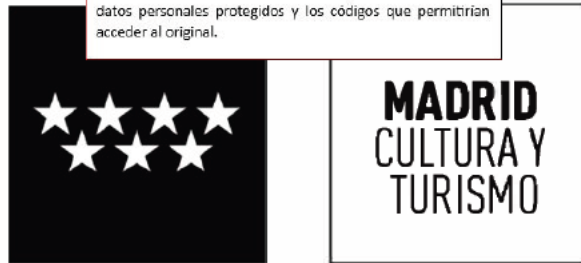 datos personales protegidos y los códigos que permitirían
acceder al original.
MADRID
CULTURA Y
TURISMO